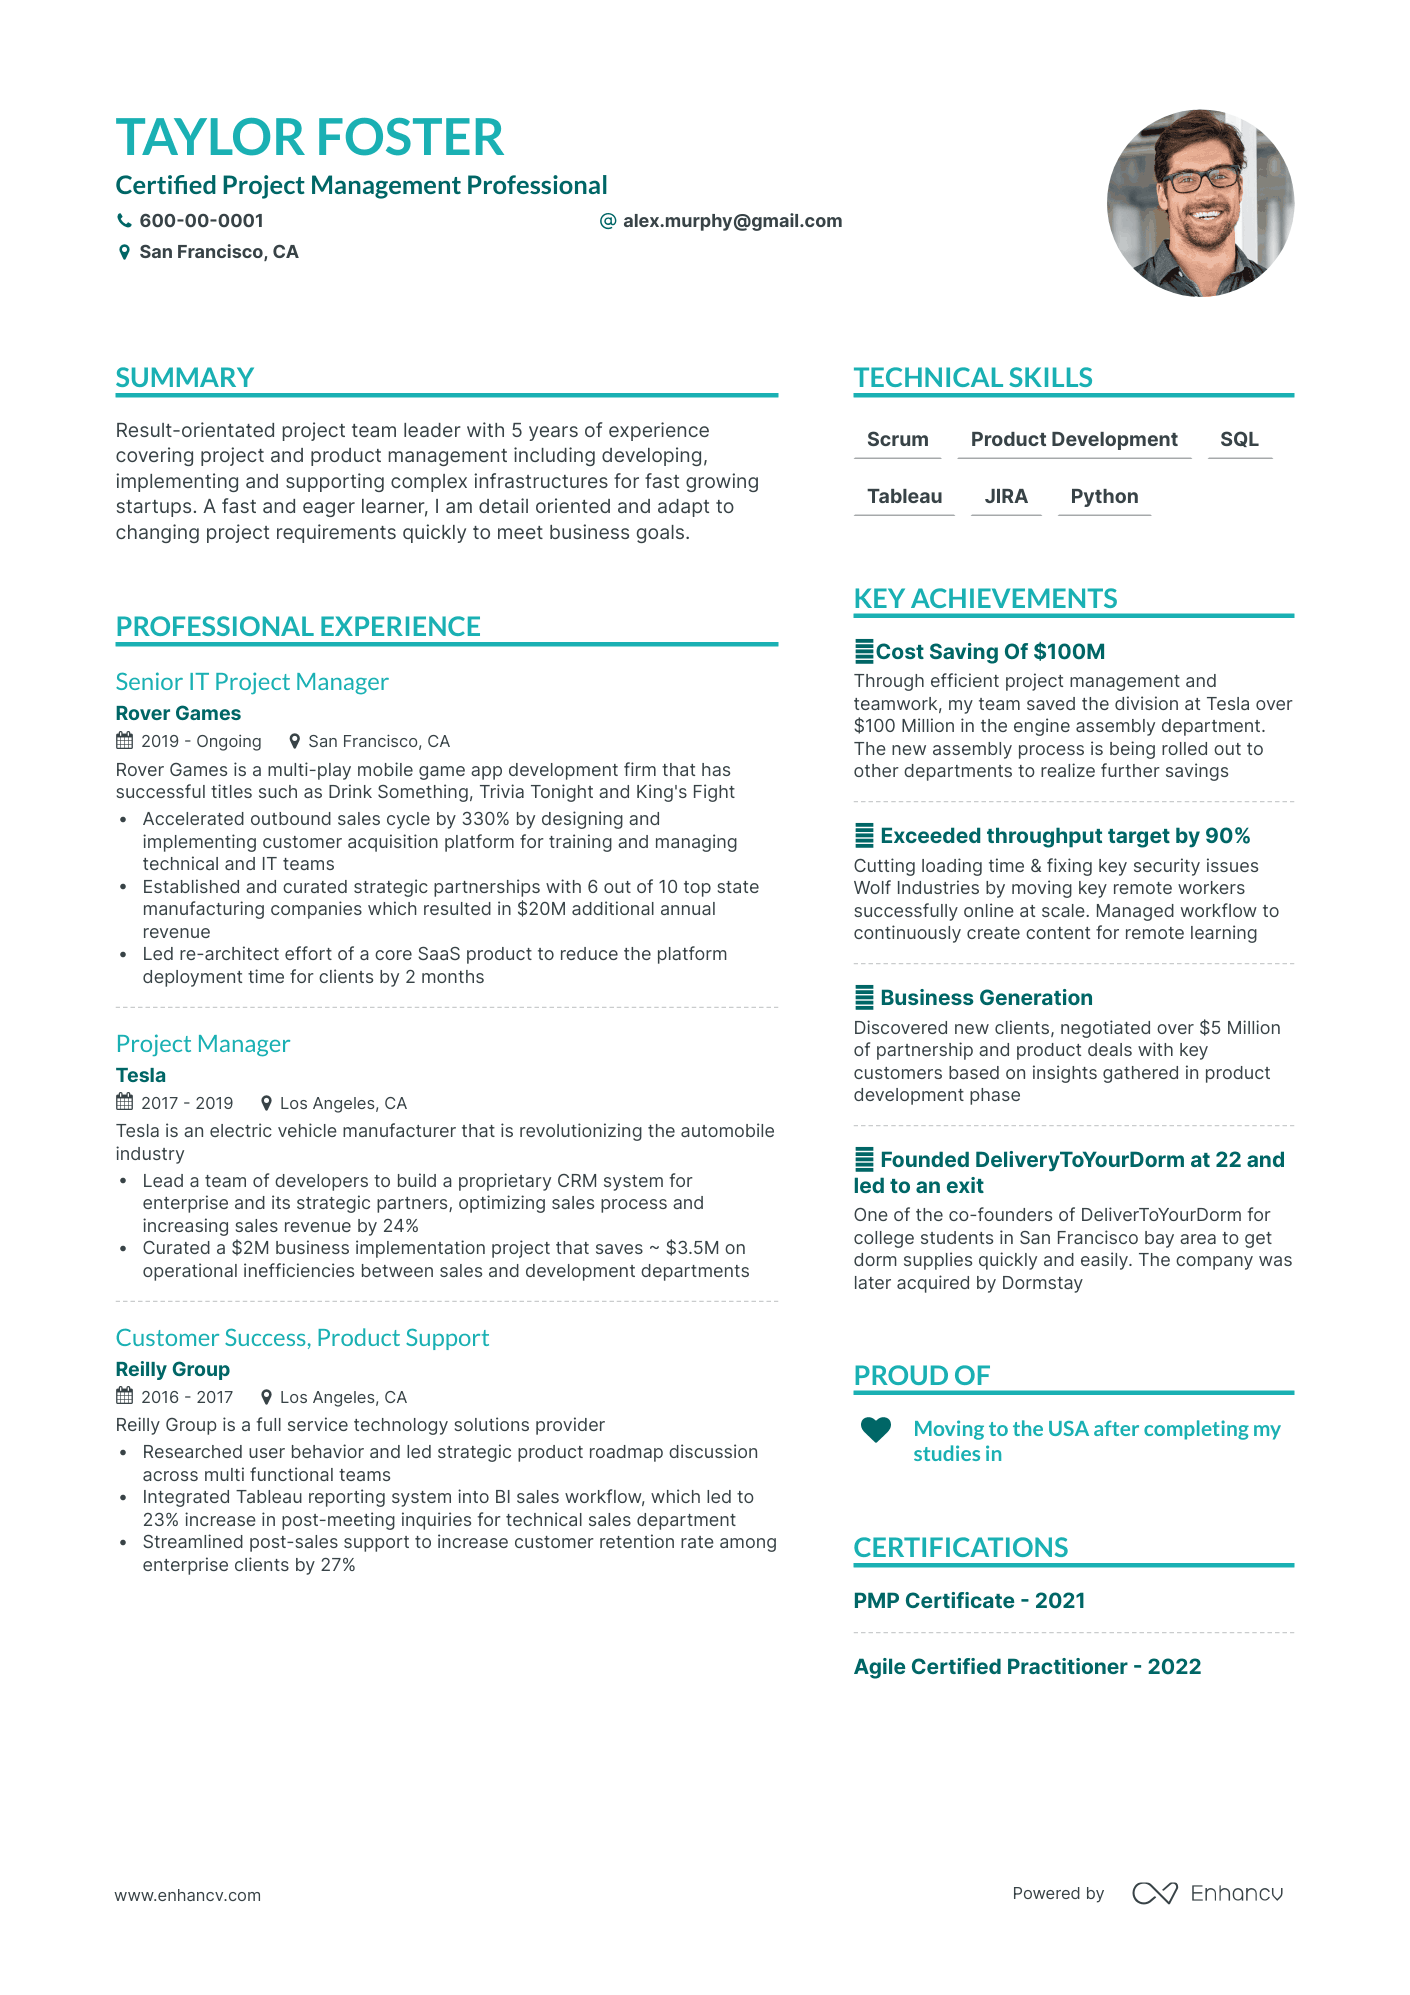 TAYLOR FOSTER
Certified Project Management Professional
600-00-0001
@ alex.murphy@gmail.com
San Francisco, CA
SUMMARY
Result-orientated project team leader with 5 years of experience
covering project and product management including developing,
implementing and supporting complex infrastructures for fast growing
startups. A fast and eager learner, I am detail oriented and adapt to
changing project requirements quickly to meet business goals.
PROFESSIONAL EXPERIENCE
Senior IT Project Manager
Rover Games
2019 - Ongoing San Francisco, CA
Rover Games is a multi-play mobile game app development firm that has
successful titles such as Drink Something, Trivia Tonight and King's Fight
• Accelerated outbound sales cycle by 330% by designing and
implementing customer acquisition platform for training and managing
technical and IT teams
• Established and curated strategic partnerships with 6 out of 10 top state
manufacturing companies which resulted in $20M additional annual
revenue
• Led re-architect effort of a core SaaS product to reduce the platform
deployment time for clients by 2 months
Project Manager
Tesla
2017 - 2019 Los Angeles, CA
Tesla is an electric vehicle manufacturer that is revolutionizing the automobile
industry
• Lead a team of developers to build a proprietary CRM system for
enterprise and its strategic partners, optimizing sales process and
increasing sales revenue by 24%
• Curated a $2M business implementation project that saves ~ $3.5M on
operational inefficiencies between sales and development departments
Customer Success, Product Support
Reilly Group
2016 - 2017 Los Angeles, CA
Reilly Group is a full service technology solutions provider
• Researched user behavior and led strategic product roadmap discussion
across multi functional teams
• Integrated Tableau reporting system into BI sales workflow, which led to
23% increase in post-meeting inquiries for technical sales department
• Streamlined post-sales support to increase customer retention rate among
enterprise clients by 27%
TECHNICAL SKILLS
Scrum Product Development SQL
Tableau JIRA Python
KEY ACHIEVEMENTS
Cost Saving Of $100M
Through efficient project management and
teamwork, my team saved the division at Tesla over
$100 Million in the engine assembly department.
The new assembly process is being rolled out to
other departments to realize further savings
Exceeded throughput target by 90%
Cutting loading time & fixing key security issues
Wolf Industries by moving key remote workers
successfully online at scale. Managed workflow to
continuously create content for remote learning
Business Generation
Discovered new clients, negotiated over $5 Million
of partnership and product deals with key
customers based on insights gathered in product
development phase
Founded DeliveryToYourDorm at 22 and
led to an exit
One of the co-founders of DeliverToYourDorm for
college students in San Francisco bay area to get
dorm supplies quickly and easily. The company was
later acquired by Dormstay
PROUD OF
Moving to the USA after completing my
studies in
CERTIFICATIONS
PMP Certificate - 2021
Agile Certified Practitioner - 2022
www.enhancv.com
Powered by Enhancv